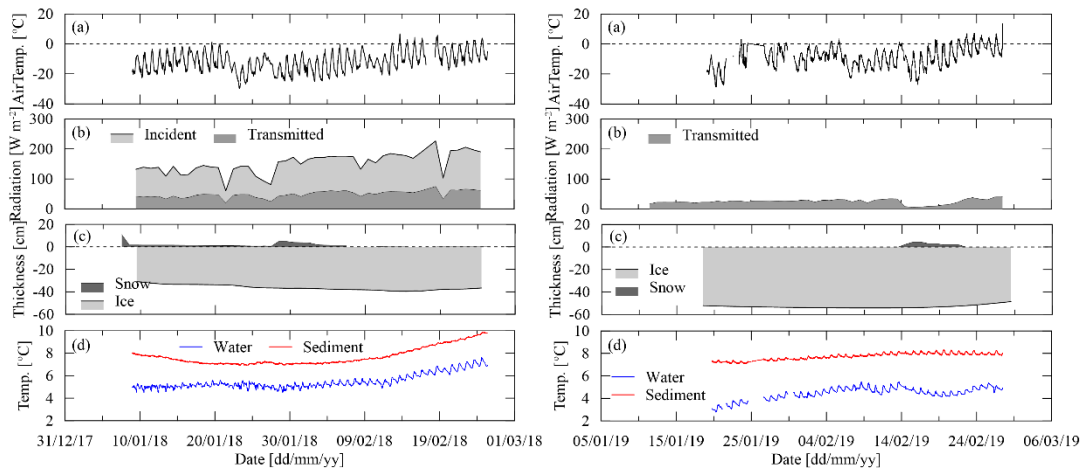 (a)
AirTemp. [°C]
20
0
-20
-40
(b)
Incident
Transmitted
Radiation [W m⁻²]
300
200
100
0
(c)
Snow
Ice
Thickness [cm]
20
0
-20
-40
-60
(d)
Water
Sediment
Temp. [°C]
10
8
6
4
2
31/12/17
10/01/18
20/01/18
30/01/18
09/02/18
19/02/18
01/03/18
Date [dd/mm/yy]
(a)
AirTemp. [°C]
20
0
-20
-40
(b)
Transmitted
Radiation [W m⁻²]
300
200
100
0
(c)
Ice
Snow
Thickness [cm]
20
0
-20
-40
-60
(d)
Water
Sediment
Temp. [°C]
10
8
6
4
2
05/01/19
15/01/19
25/01/19
04/02/19
14/02/19
24/02/19
06/03/19
Date [dd/mm/yy]